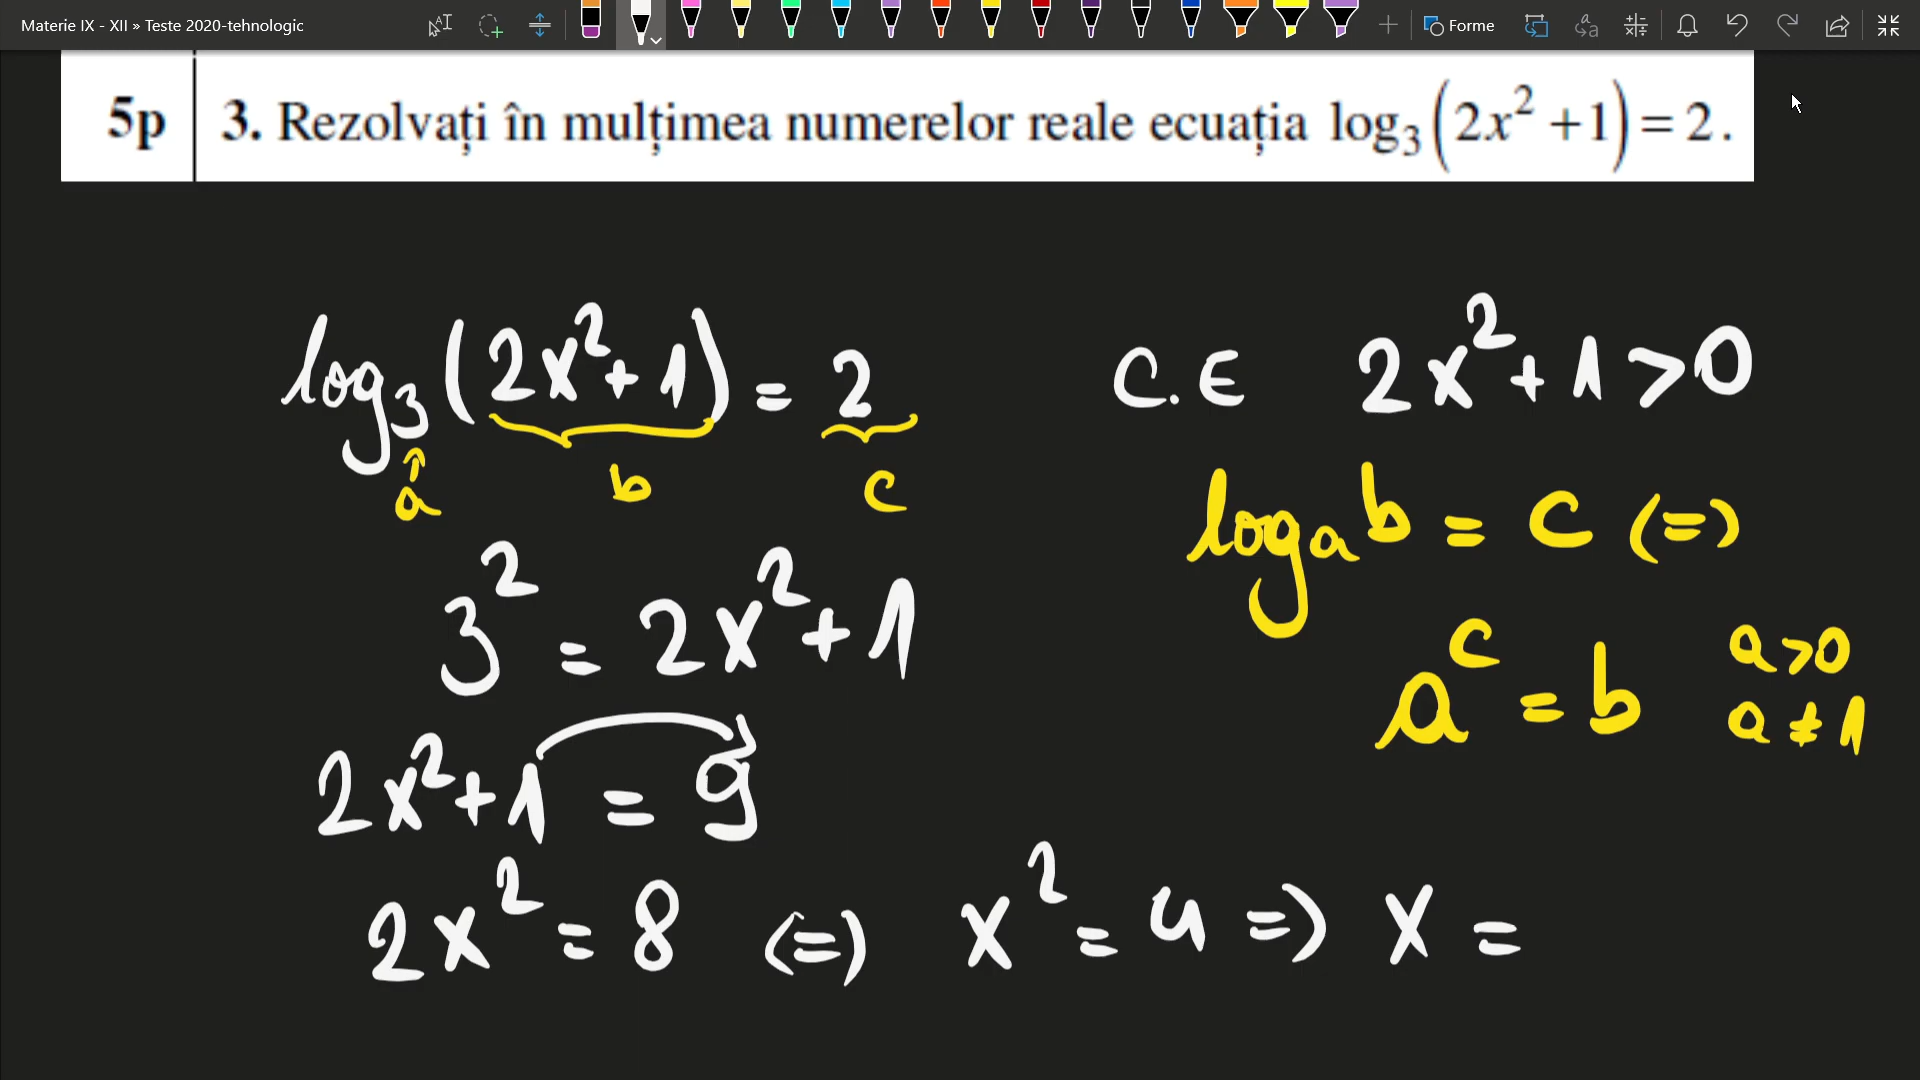 Materie IX - XII » Teste 2020-tehnologic
Forme
5p 3. Rezolvați în mulțimea numerelor reale ecuația log₃(2x² + 1) = 2.
log₃(2x²+1) = 2
a b c
C.E 2x²+1>0
logₐb = c (=)
aᶜ = b
a>0
a≠1
3² = 2x²+1
2x²+1 = 9
2x² = 8 (=) x² = 4 =) x =